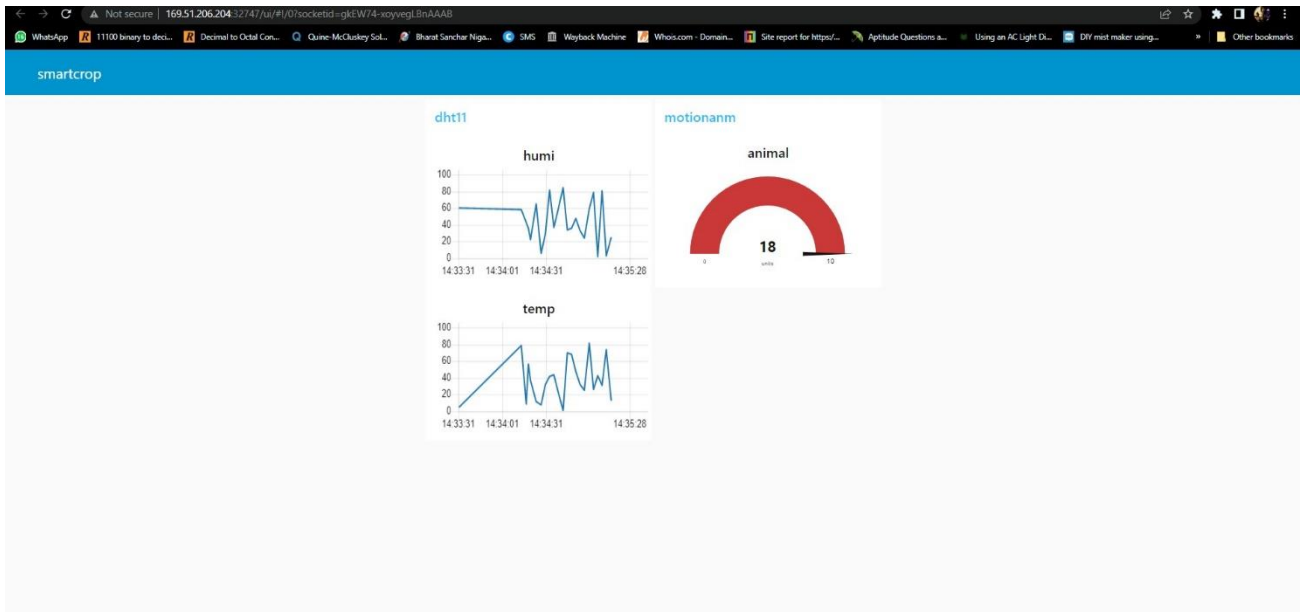 Not secure | 169.51.206.204:32747/ui/#!/0?socketid=gkEW74-xoyvegLBnAAAB
WhatsApp 11100 binary to deci... Decimal to Octal Con... Quine-McCluskey Sol... Bharat Sanchar Niga... SMS Wayback Machine Whois.com - Domain... Site report for https:/... Aptitude Questions a... Using an AC Light Di... DIY mist maker using... » Other bookmarks
smartcrop
dht11
humi
100
80
60
40
20
0
14:33:31 14:34:01 14:34:31 14:35:28
temp
100
80
60
40
20
0
14:33:31 14:34:01 14:34:31 14:35:28
motionanm
animal
18
units
0 10